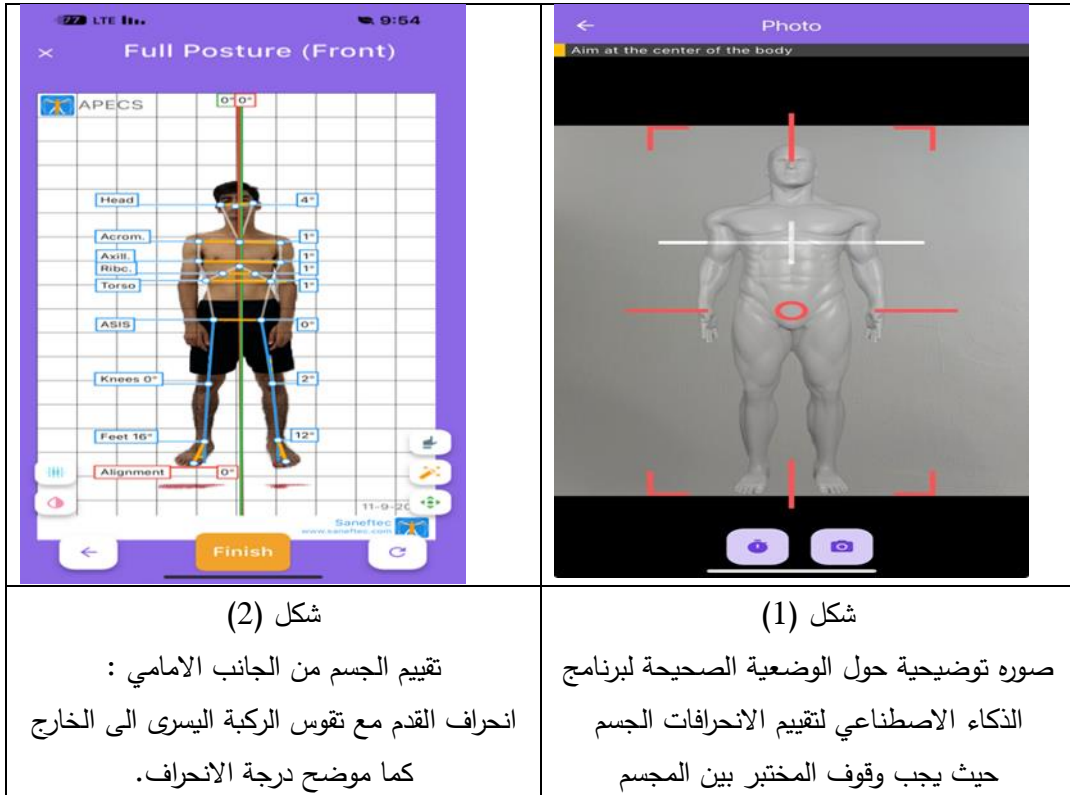 77 LTE
9:54
Full Posture (Front)
APECS
0° 0°
Head
4°
Acrom.
1°
Axill.
1°
Ribc.
1°
Torso
1°
ASIS
0°
Knees 0°
2°
Feet 16°
12°
Alignment
0°
Saneftec
www.saneftec.com
Finish
Photo
Aim at the center of the body
شكل (1)
صوره توضيحية حول الوضعية الصحيحة لبرنامج
الذكاء الاصطناعي لتقييم الانحرافات الجسم
حيث يجب وقوف المختبر بين المجسم
شكل (2)
تقييم الجسم من الجانب الامامي :
انحراف القدم مع تقوس الركبة اليسرى الى الخارج
كما موضح درجة الانحراف.